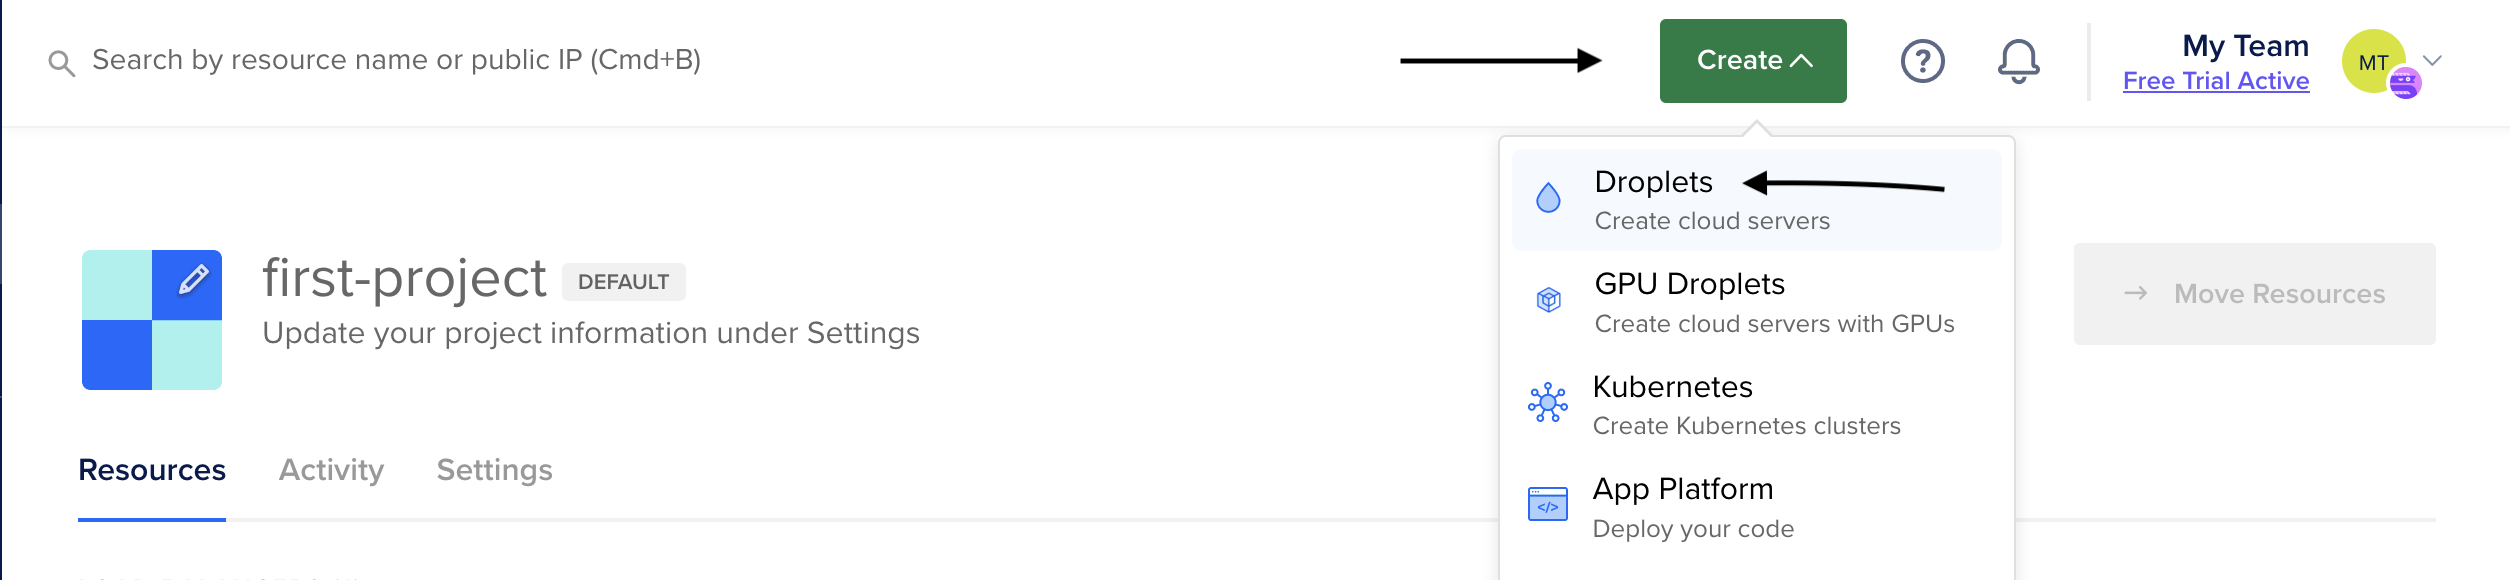 Search by resource name or public IP (Cmd+B)
Create
?
My Team
Free Trial Active
MT
Droplets
Create cloud servers
GPU Droplets
Create cloud servers with GPUs
Kubernetes
Create Kubernetes clusters
App Platform
</>
Deploy your code
first-project
DEFAULT
Update your project information under Settings
Move Resources
Resources
Activity
Settings